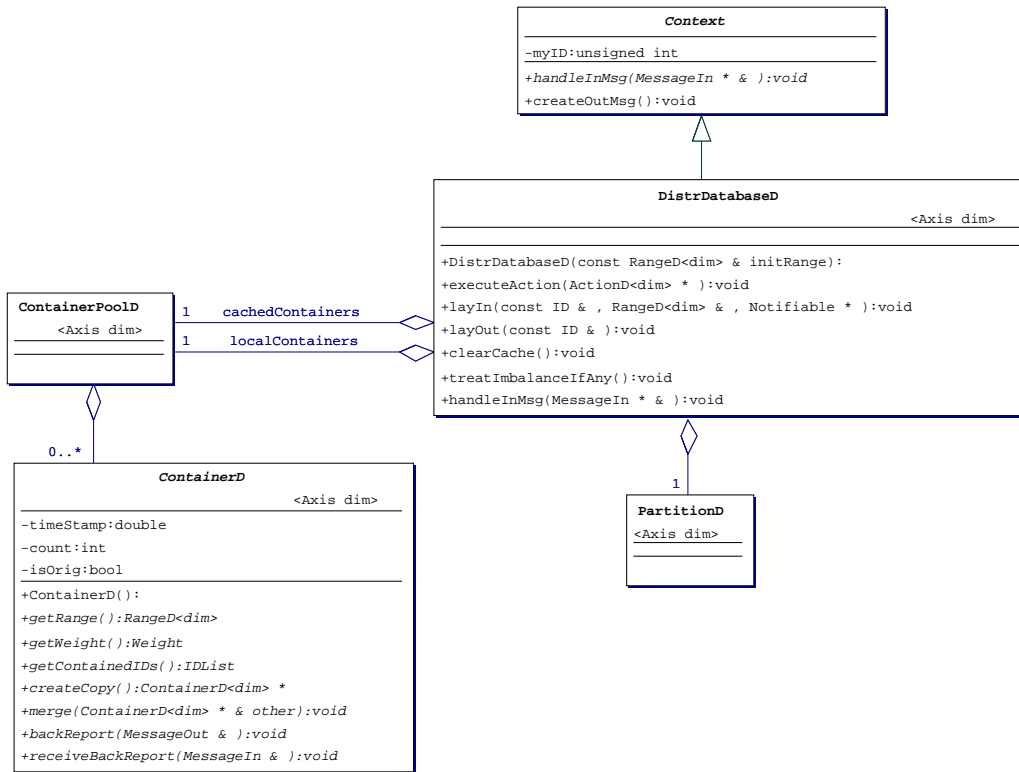 Context
-myID:unsigned int
+handleInMsg(MessageIn * & ):void
+createOutMsg():void
DistrDatabaseD
<Axis dim>
+DistrDatabaseD(const RangeD<dim> & initRange):
+executeAction(ActionD<dim> * ):void
+layIn(const ID & , RangeD<dim> & , Notifiable * ):void
+layOut(const ID & ):void
+clearCache():void
+treatImbalanceIfAny():void
+handleInMsg(MessageIn * & ):void
ContainerPoolD
<Axis dim>
1 cachedContainers
1 localContainers
0..*
ContainerD
<Axis dim>
-timeStamp:double
-count:int
-isOrig:bool
+ContainerD():
+getRange():RangeD<dim>
+getWeight():Weight
+getContainedIDs():IDList
+createCopy():ContainerD<dim> *
+merge(ContainerD<dim> * & other):void
+backReport(MessageOut & ):void
+receiveBackReport(MessageIn & ):void
1
PartitionD
<Axis dim>